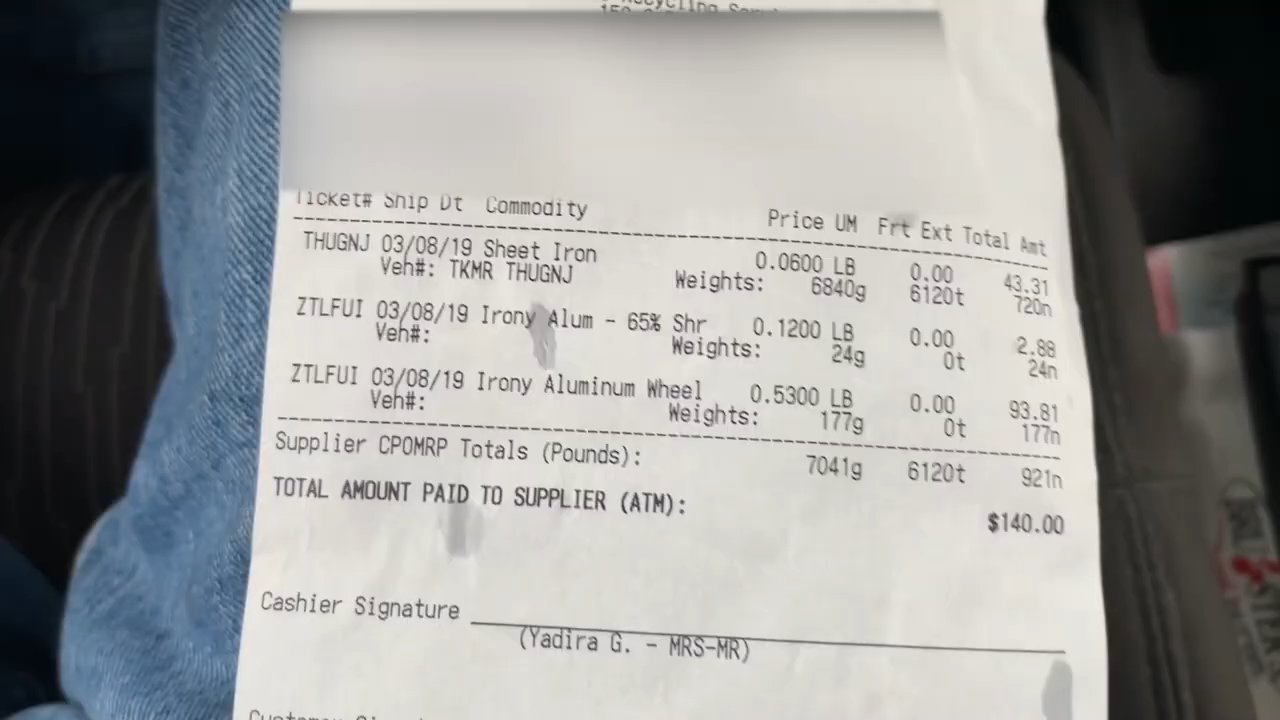 Recycling
Ticket# Ship Dt Commodity Price UM Frt Ext Total Amt
THUGNJ 03/08/19 Sheet Iron 0.0600 LB 0.00 43.31
Veh#: TKMR THUGNJ Weights: 6840g 6120t 720n
ZTLFUI 03/08/19 Irony Alum - 65% Shr 0.1200 LB 0.00 2.88
Veh#: Weights: 24g 0t 24n
ZTLFUI 03/08/19 Irony Aluminum Wheel 0.5300 LB 0.00 93.81
Veh#: Weights: 177g 0t 177n
Supplier CPOMRP Totals (Pounds): 7041g 6120t 921n
TOTAL AMOUNT PAID TO SUPPLIER (ATM): $140.00
Cashier Signature
(Yadira G. - MRS-MR)